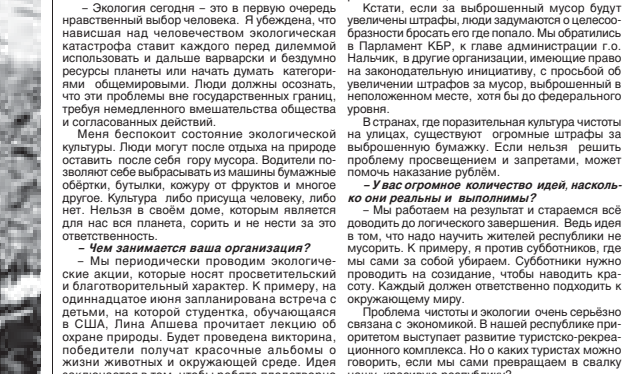 – Экология сегодня – это в первую очередь
нравственный выбор человека. Я убеждена, что
нависшая над человечеством экологическая
катастрофа ставит каждого перед дилеммой
использовать и дальше варварски и бездумно
ресурсы планеты или начать думать категори-
ями общемировыми. Люди должны осознать,
что эти проблемы вне государственных границ,
требуя немедленного вмешательства общества
и согласованных действий.
Меня беспокоит состояние экологической
культуры. Люди могут после отдыха на природе
оставить после себя гору мусора. Водители по-
зволяют себе выбрасывать из машины бумажные
обёртки, бутылки, кожуру от фруктов и многое
другое. Культура либо присуща человеку, либо
нет. Нельзя в своём доме, которым является
для нас вся планета, сорить и не нести за это
ответственность.
– Чем занимается ваша организация?
– Мы периодически проводим экологиче-
ские акции, которые носят просветительский
и благотворительный характер. К примеру, на
одиннадцатое июня запланирована встреча с
детьми, на которой студентка, обучающаяся
в США, Лина Апшева прочитает лекцию об
охране природы. Будет проведена викторина,
победители получат красочные альбомы о
жизни животных и окружающей среде. Идея
заключается в том, чтобы ребята плодотворно
Кстати, если за выброшенный мусор будут
увеличены штрафы, люди задумаются о целесоо-
бразности бросать его где попало. Мы обратились
в Парламент КБР, к главе администрации г.о.
Нальчик, в другие организации, имеющие право
на законодательную инициативу, с просьбой об
увеличении штрафов за мусор, выброшенный в
неположенном месте, хотя бы до федерального
уровня.
В странах, где поразительная культура чистоты
на улицах, существуют огромные штрафы за
выброшенную бумажку. Если нельзя решить
проблему просвещением и запретами, может
помочь наказание рублём.
– У вас огромное количество идей, насколь-
ко они реальны и выполнимы?
– Мы работаем на результат и стараемся всё
доводить до логического завершения. Ведь идея
в том, что надо научить жителей республики не
мусорить. К примеру, я против субботников, где
мы сами за собой убираем. Субботники нужно
проводить на созидание, чтобы наводить кра-
соту. Каждый должен ответственно подходить к
окружающему миру.
Проблема чистоты и экологии очень серьёзно
связана с экономикой. В нашей республике при-
оритетом выступает развитие туристско-рекреа-
ционного комплекса. Но о каких туристах можно
говорить, если мы сами превращаем в свалку
нашу красивую республику?